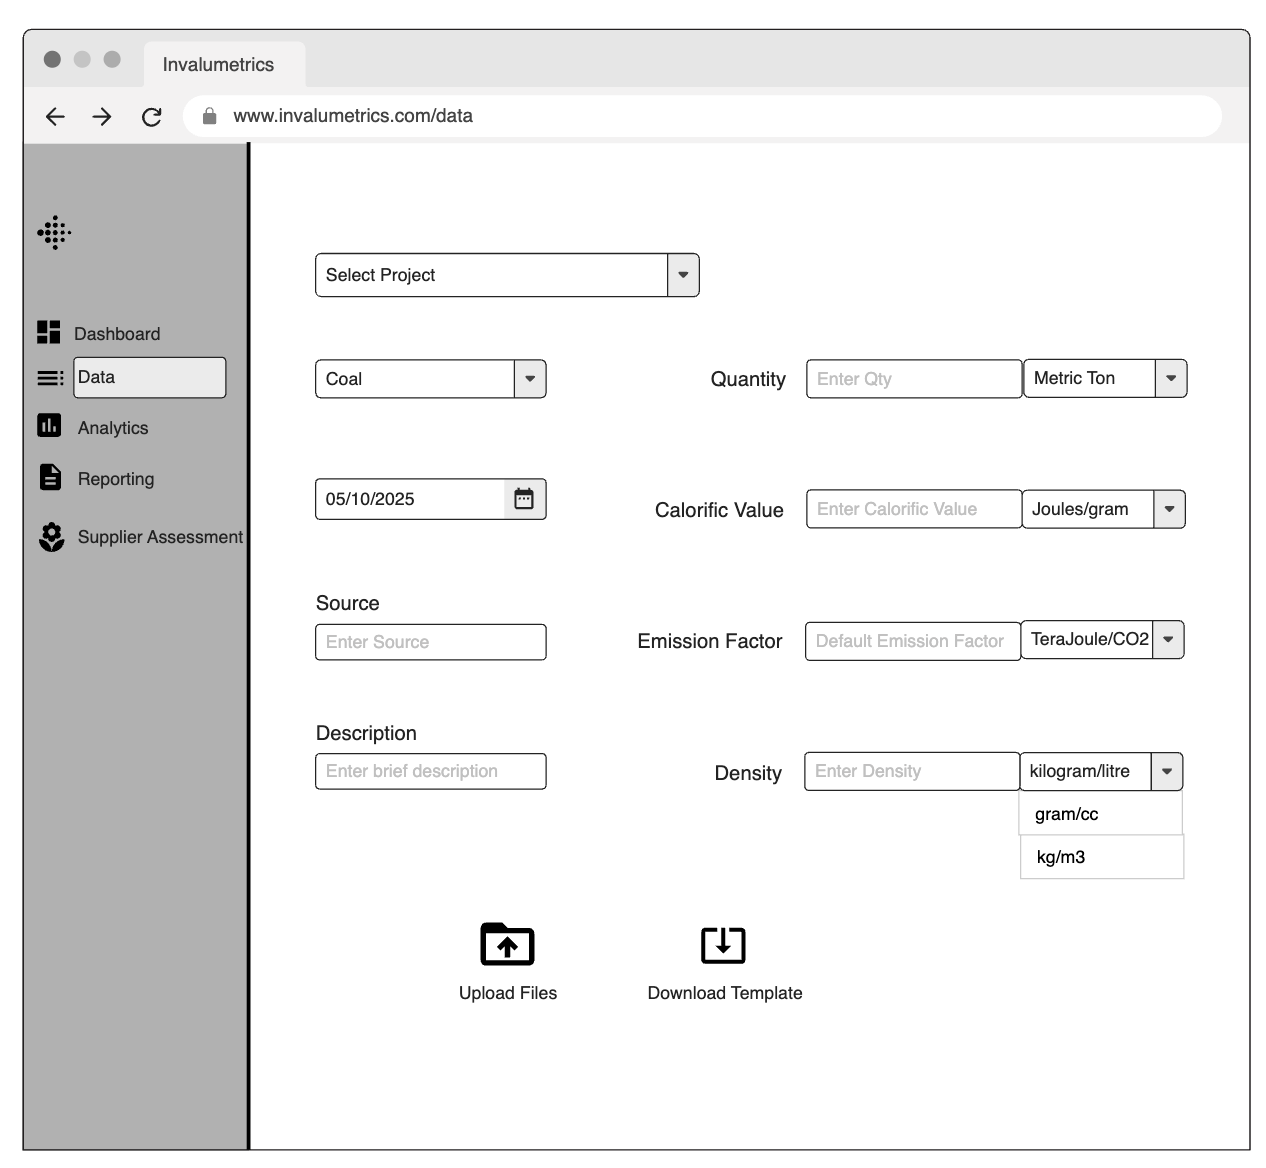 Invalumetrics
www.invalumetrics.com/data
Dashboard
Data
Analytics
Reporting
Supplier Assessment
Select Project
Coal
Quantity
Enter Qty
Metric Ton
05/10/2025
Calorific Value
Enter Calorific Value
Joules/gram
Source
Enter Source
Emission Factor
Default Emission Factor
TeraJoule/CO2
Description
Enter brief description
Density
Enter Density
kilogram/litre
gram/cc
kg/m3
Upload Files
Download Template